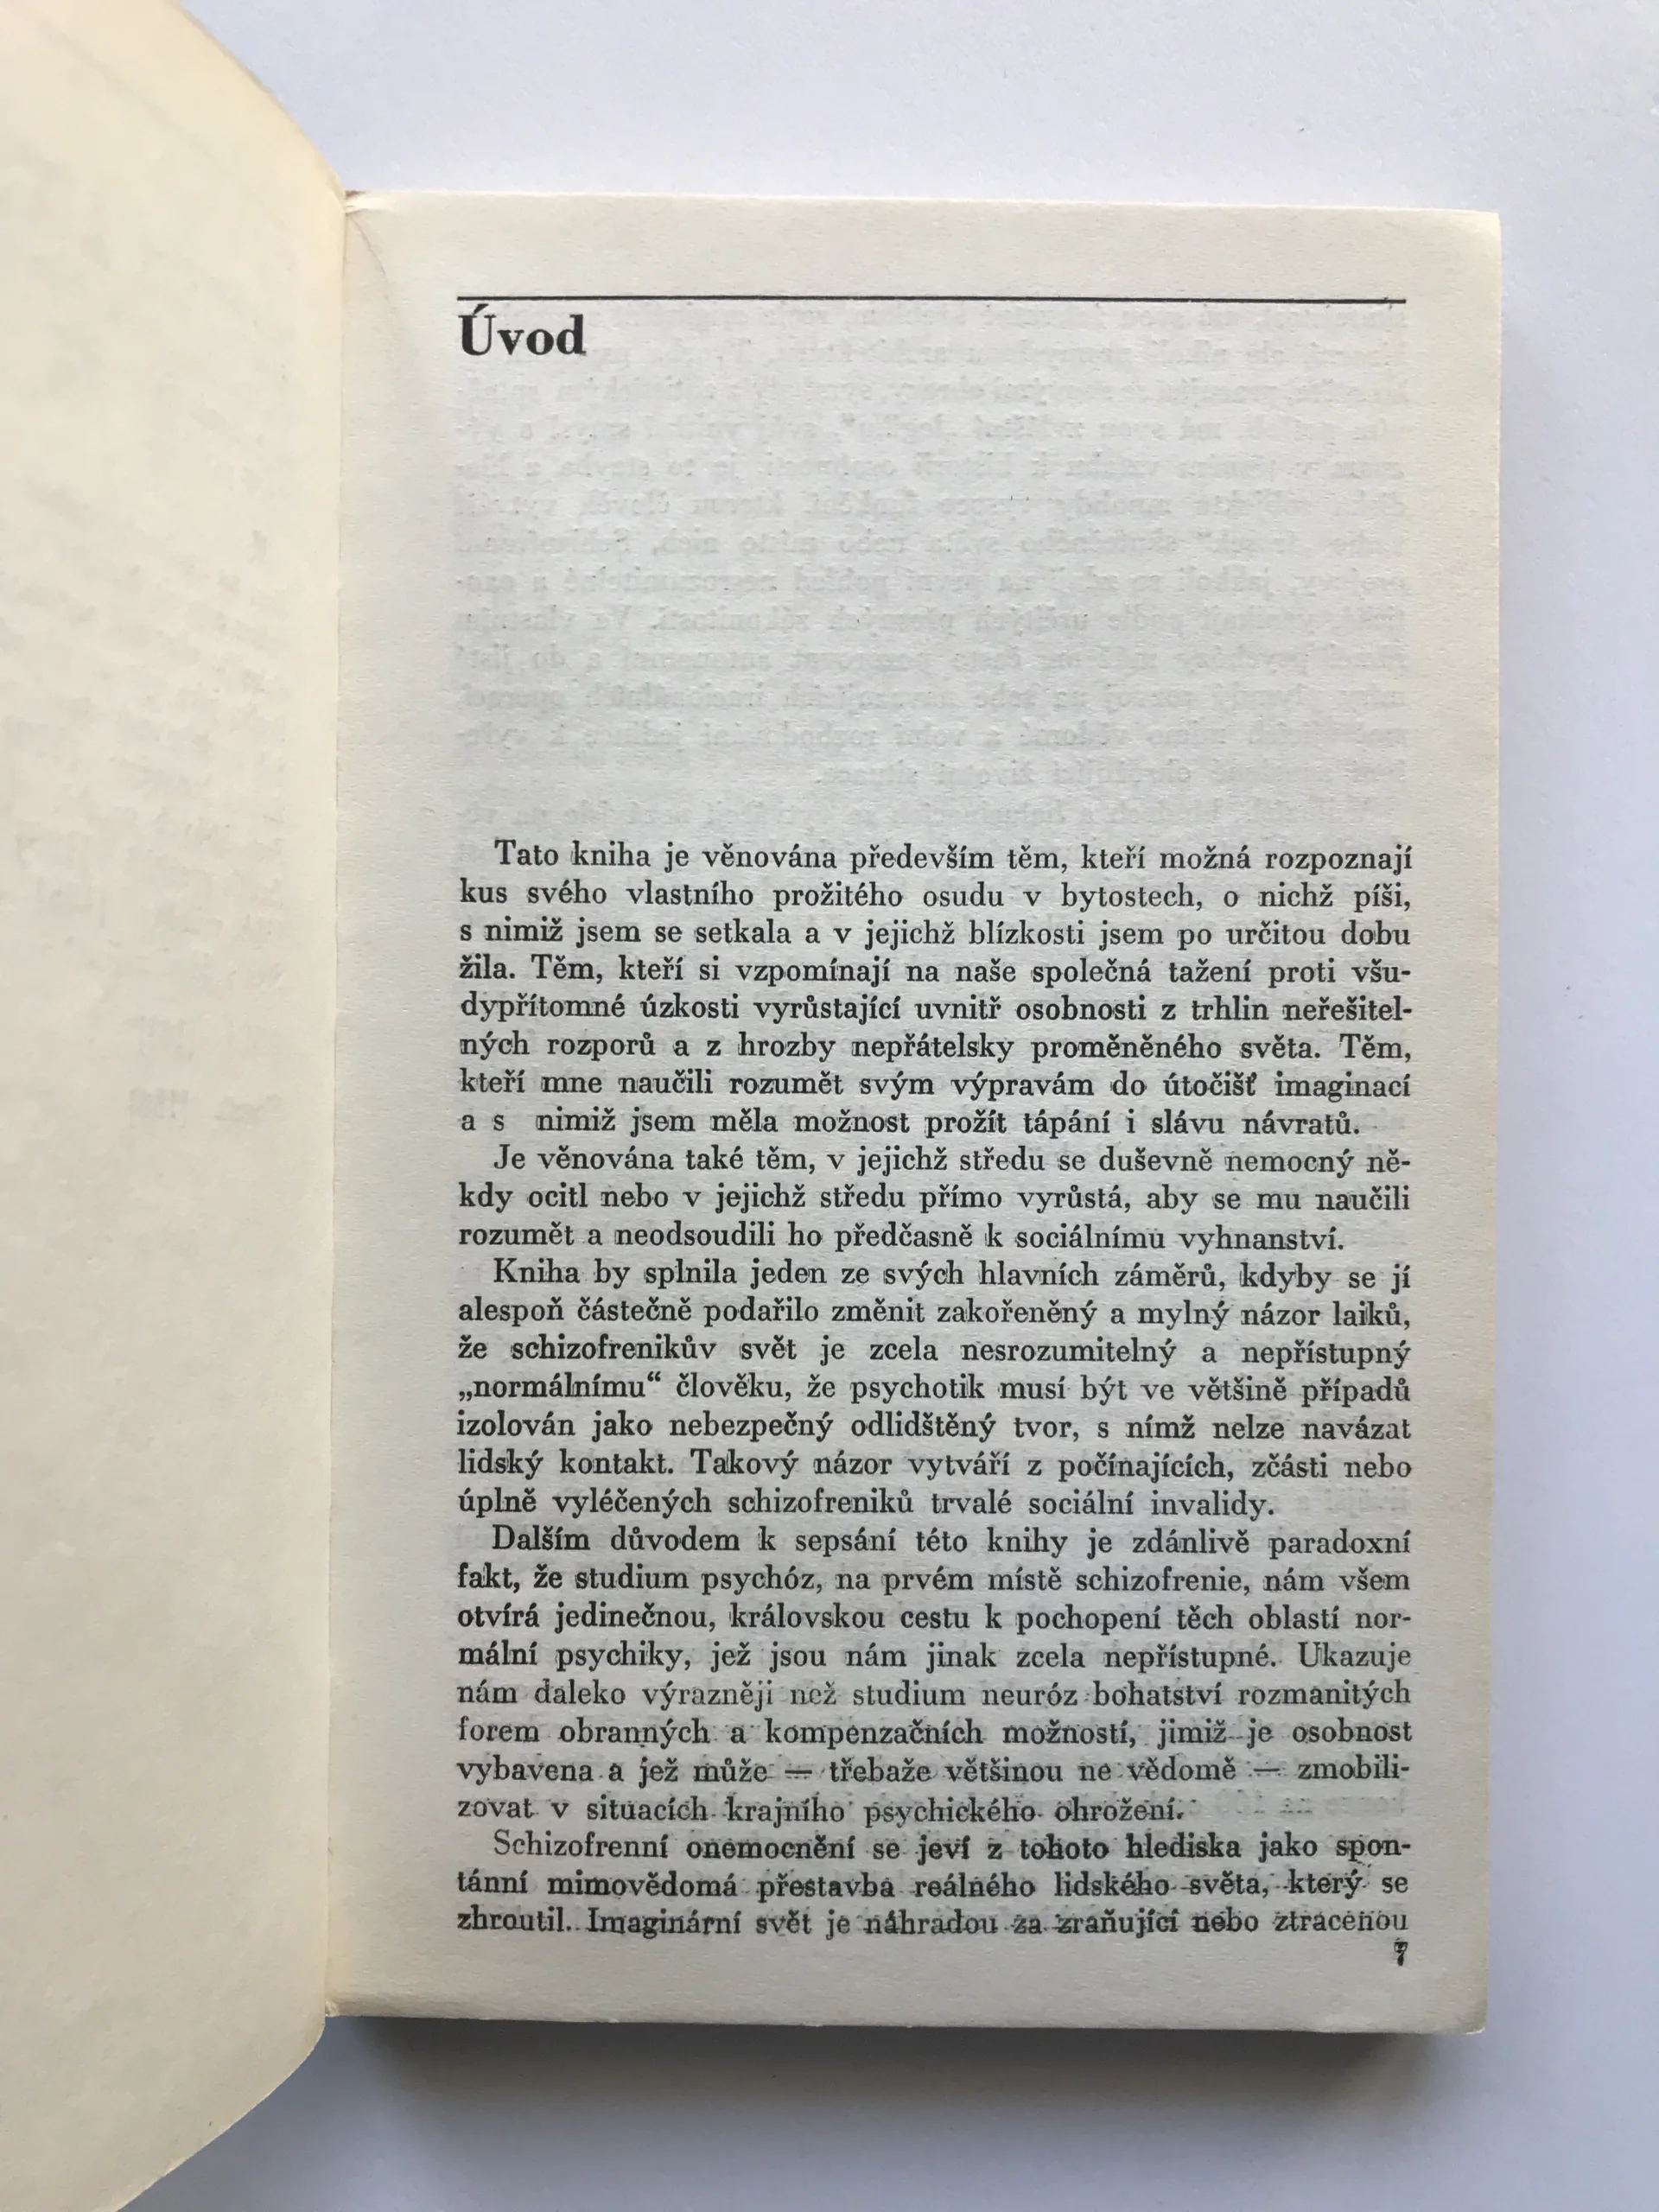 Úvod
Tato kniha je věnována především těm, kteří možná rozpoznají
kus svého vlastního prožitého osudu v bytostech, o nichž píši,
s nimiž jsem se setkala a v jejichž blízkosti jsem po určitou dobu
žila. Těm, kteří si vzpomínají na naše společná tažení proti všu-
dypřítomné úzkosti vyrůstající uvnitř osobnosti z trhlin neřešitel-
ných rozporů a z hrozby nepřátelsky proměněného světa. Těm,
kteří mne naučili rozumět svým výpravám do útočišť imaginací
a s nimiž jsem měla možnost prožít tápání i slávu návratů.
Je věnována také těm, v jejichž středu se duševně nemocný ně-
kdy ocitl nebo v jejichž středu přímo vyrůstá, aby se mu naučili
rozumět a neodsoudili ho předčasně k sociálnímu vyhnanství.
Kniha by splnila jeden ze svých hlavních záměrů, kdyby se jí
alespoň částečně podařilo změnit zakořeněný a mylný názor laiků,
že schizofrenikův svět je zcela nesrozumitelný a nepřístupný
„normálnímu“ člověku, že psychotik musí být ve většině případů
izolován jako nebezpečný odlidštěný tvor, s nímž nelze navázat
lidský kontakt. Takový názor vytváří z počínajících, zčásti nebo
úplně vyléčených schizofreniků trvalé sociální invalidy.
Dalším důvodem k sepsání této knihy je zdánlivě paradoxní
fakt, že studium psychóz, na prvém místě schizofrenie, nám všem
otvírá jedinečnou, královskou cestu k pochopení těch oblastí nor-
mální psychiky, jež jsou nám jinak zcela nepřístupné. Ukazuje
nám daleko výrazněji než studium neuróz bohatství rozmanitých
forem obranných a kompenzačních možností, jimiž je osobnost
vybavena a jež může — třebaže většinou ne vědomě — zmobili-
zovat v situacích krajního psychického ohrožení.
Schizofrenní onemocnění se jeví z tohoto hlediska jako spon-
tánní mimovědomá přestavba reálného lidského světa, který se
zhroutil. Imaginární svět je náhradou za zraňující nebo ztracenou
7